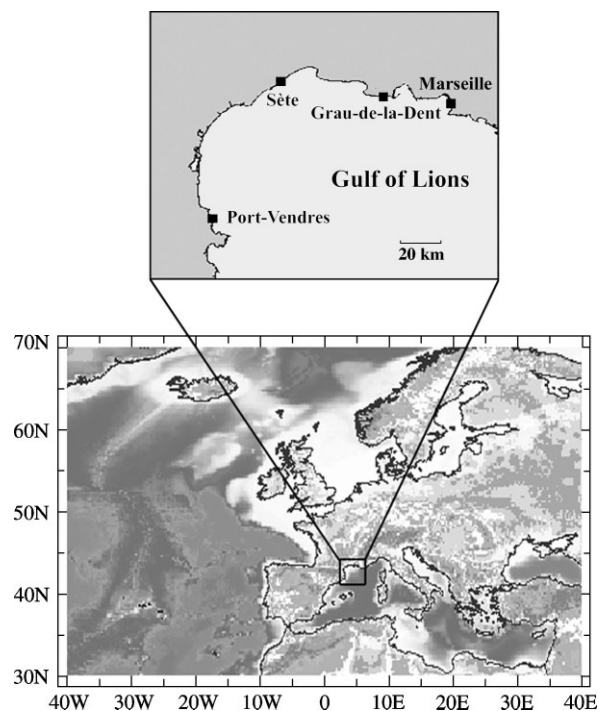 Marseille
Sète
Grau-de-la-Dent
Gulf of Lions
Port-Vendres
20 km
70N
60N
50N
40N
30N
40W 30W 20W 10W 0 10E 20E 30E 40E